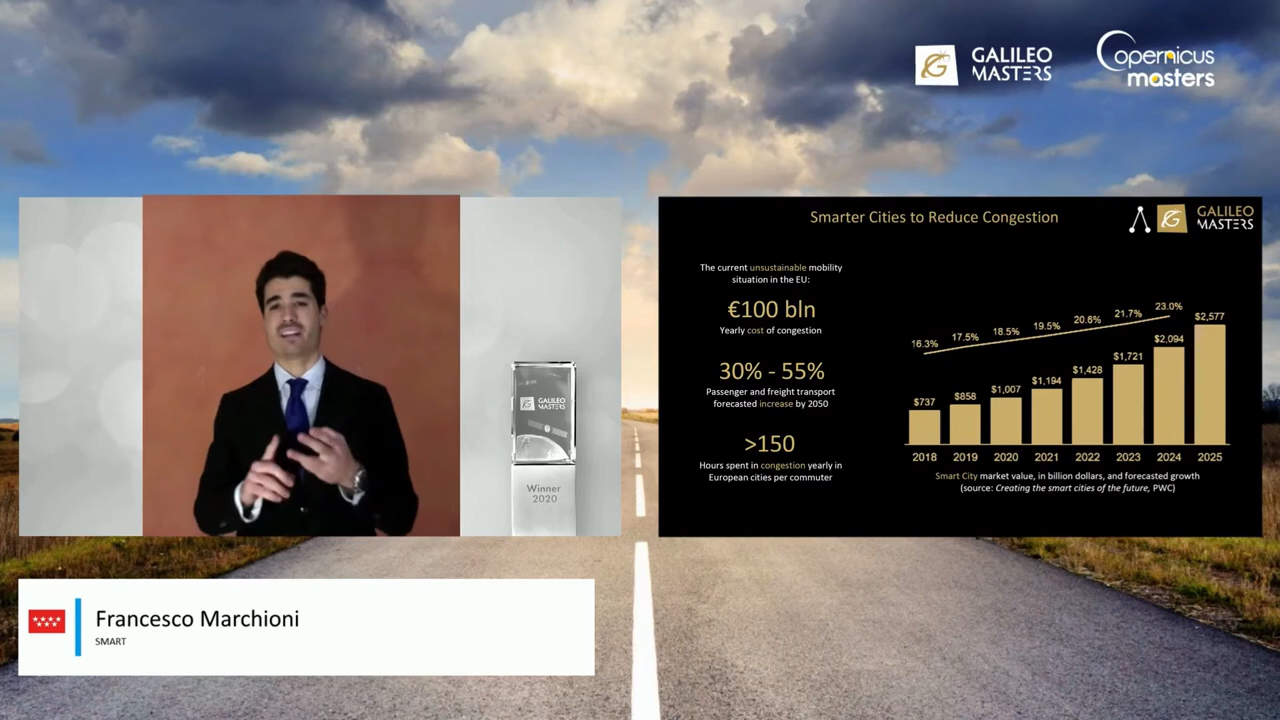 GALILEO
MASTERS
Copernicus
masters
GALILEO
MASTERS
Winner
2020
Smarter Cities to Reduce Congestion
GALILEO
MASTERS
The current unsustainable mobility
situation in the EU:
€100 bln
Yearly cost of congestion
30% - 55%
Passenger and freight transport
forecasted increase by 2050
>150
Hours spent in congestion yearly in
European cities per commuter
16.3% 17.5% 18.5% 19.5% 20.6% 21.7% 23.0%
$737 $858 $1,007 $1,194 $1,428 $1,721 $2,094 $2,577
2018 2019 2020 2021 2022 2023 2024 2025
Smart City market value, in billion dollars, and forecasted growth
(source: Creating the smart cities of the future, PWC)
Francesco Marchioni
SMART